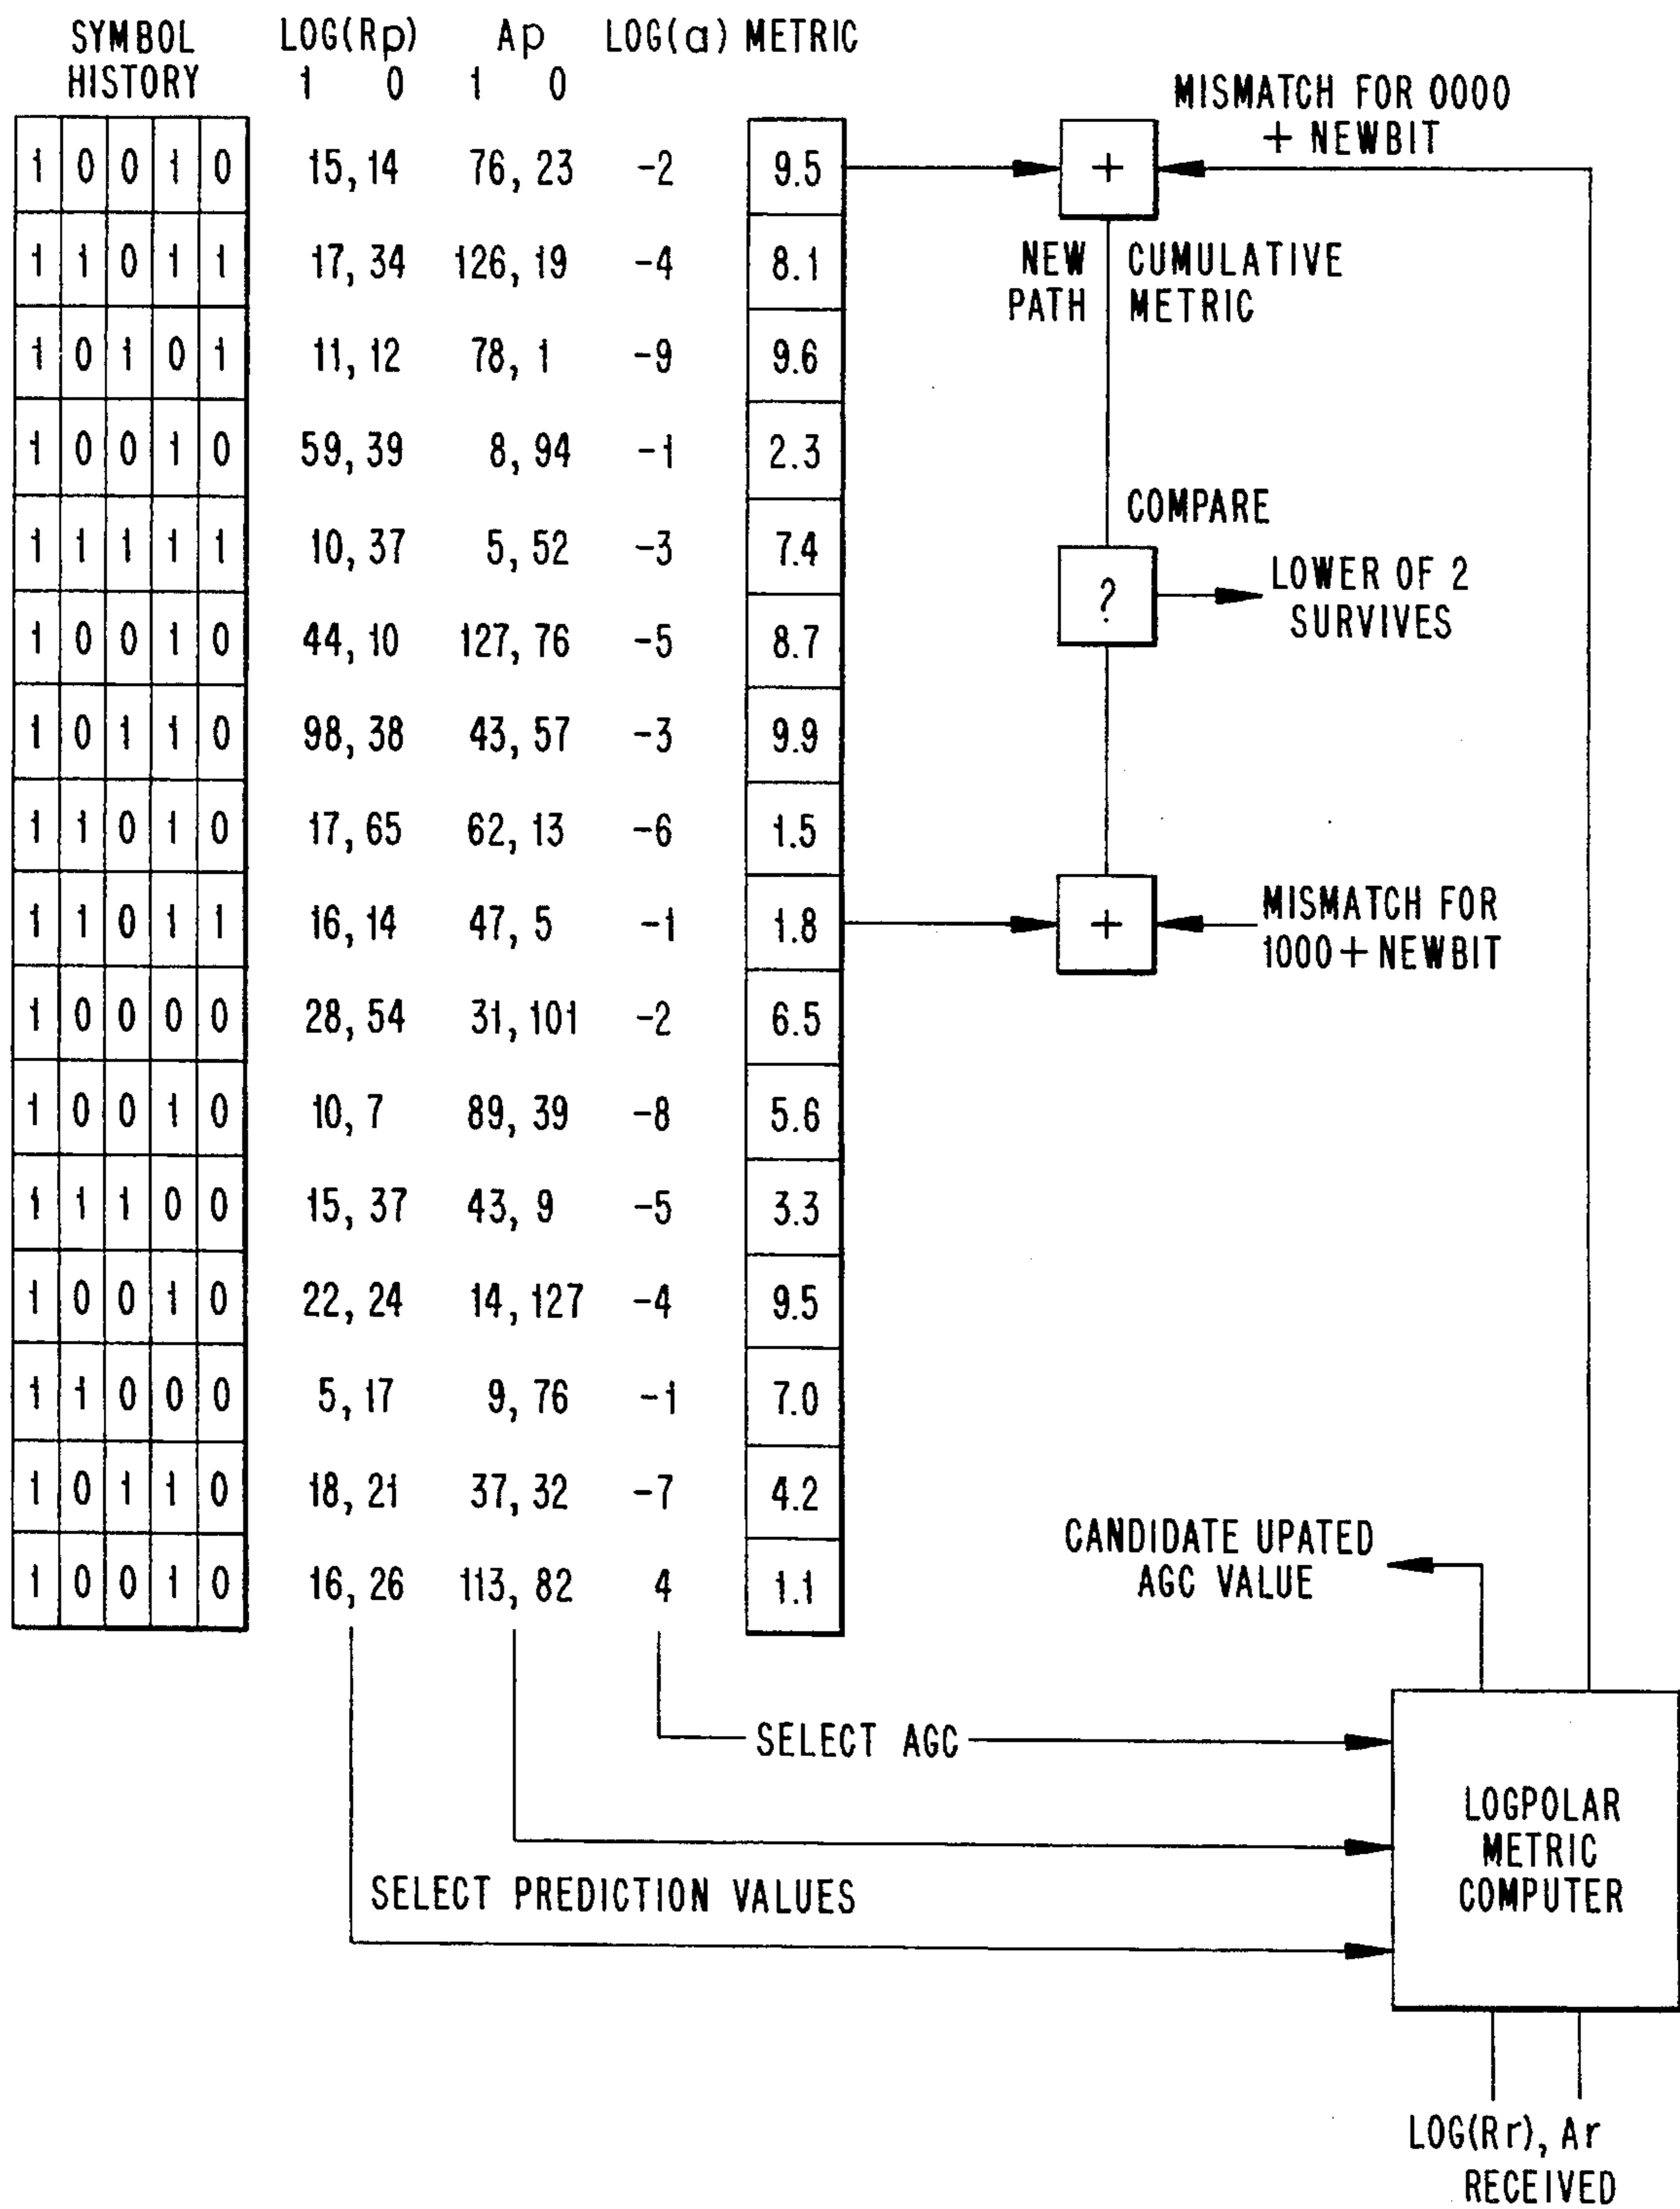 SYMBOL HISTORY LOG(Rp) Ap LOG(a) METRIC
1 0 1 0
1 0 0 1 0 15, 14 76, 23 -2 9.5
1 1 0 1 1 17, 34 126, 19 -4 8.1
1 0 1 0 1 11, 12 78, 1 -9 9.6
1 0 0 1 0 59, 39 8, 94 -1 2.3
1 1 1 1 1 10, 37 5, 52 -3 7.4
1 0 0 1 0 44, 10 127, 76 -5 8.7
1 0 1 1 0 98, 38 43, 57 -3 9.9
1 1 0 1 0 17, 65 62, 13 -6 1.5
1 1 0 1 1 16, 14 47, 5 -1 1.8
1 0 0 0 0 28, 54 31, 101 -2 6.5
1 0 0 1 0 10, 7 89, 39 -8 5.6
1 1 1 0 0 15, 37 43, 9 -5 3.3
1 0 0 1 0 22, 24 14, 127 -4 9.5
1 1 0 0 0 5, 17 9, 76 -1 7.0
1 0 1 1 0 18, 21 37, 32 -7 4.2
1 0 0 1 0 16, 26 113, 82 4 1.1
MISMATCH FOR 0000
+ NEWBIT
+
NEW CUMULATIVE
PATH METRIC
COMPARE
?
LOWER OF 2
SURVIVES
+
MISMATCH FOR
1000 + NEWBIT
CANDIDATE UPATED
AGC VALUE
SELECT AGC
SELECT PREDICTION VALUES
LOGPOLAR
METRIC
COMPUTER
LOG(Rr), Ar
RECEIVED